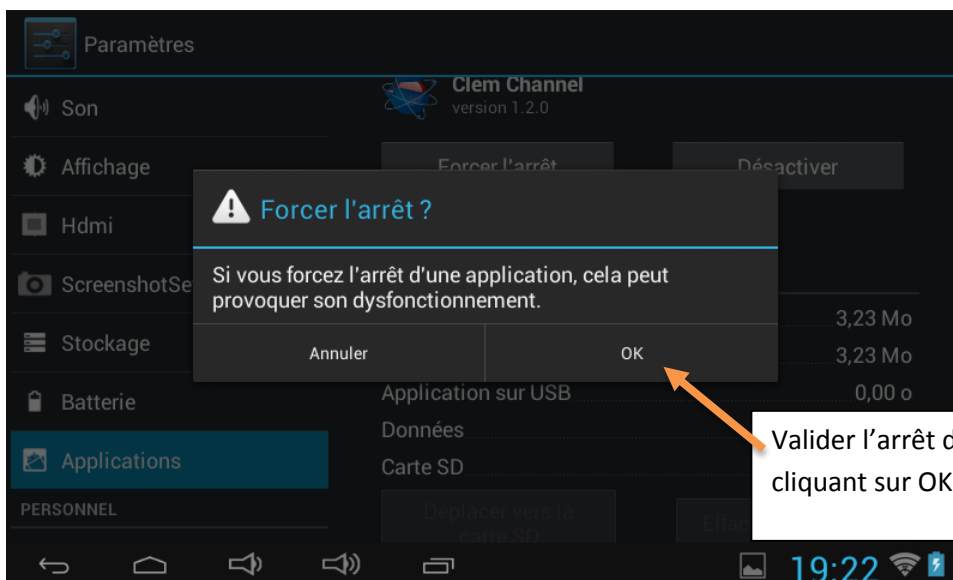 Paramètres
Clem Channel
version 1.2.0
Son
Forcer l'arrêt
Désactiver
Affichage
Forcer l'arrêt ?
Hdmi
Si vous forcez l'arrêt d'une application, cela peut
provoquer son dysfonctionnement.
ScreenshotSe
3,23 Mo
Stockage
Annuler
OK
3,23 Mo
Batterie
Application sur USB
0,00 o
Données
Valider l’arrêt d
cliquant sur OK
Applications
Carte SD
PERSONNEL
Déplacer vers la
carte SD
Effa
19:22